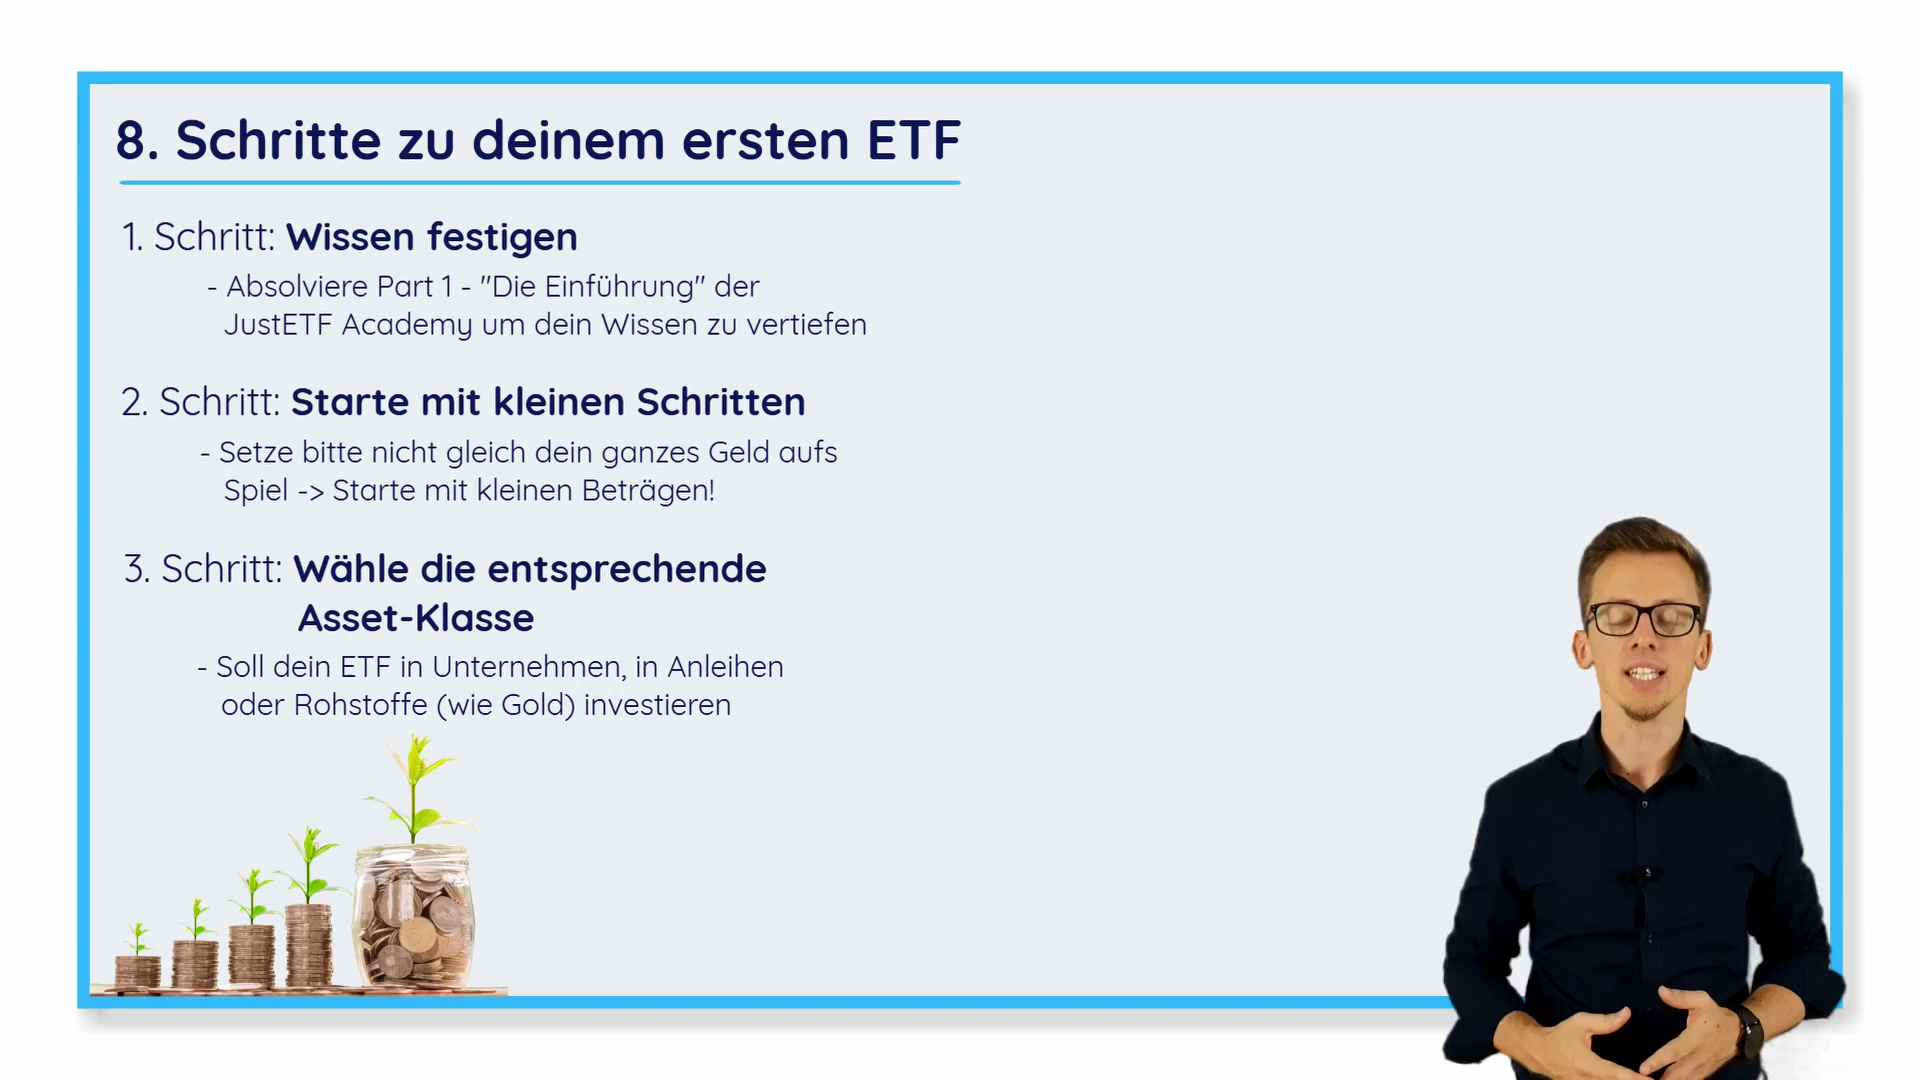 8. Schritte zu deinem ersten ETF
1. Schritt: Wissen festigen
- Absolviere Part 1 - "Die Einführung" der
JustETF Academy um dein Wissen zu vertiefen
2. Schritt: Starte mit kleinen Schritten
- Setze bitte nicht gleich dein ganzes Geld aufs
Spiel -> Starte mit kleinen Beträgen!
3. Schritt: Wähle die entsprechende
Asset-Klasse
- Soll dein ETF in Unternehmen, in Anleihen
oder Rohstoffe (wie Gold) investieren